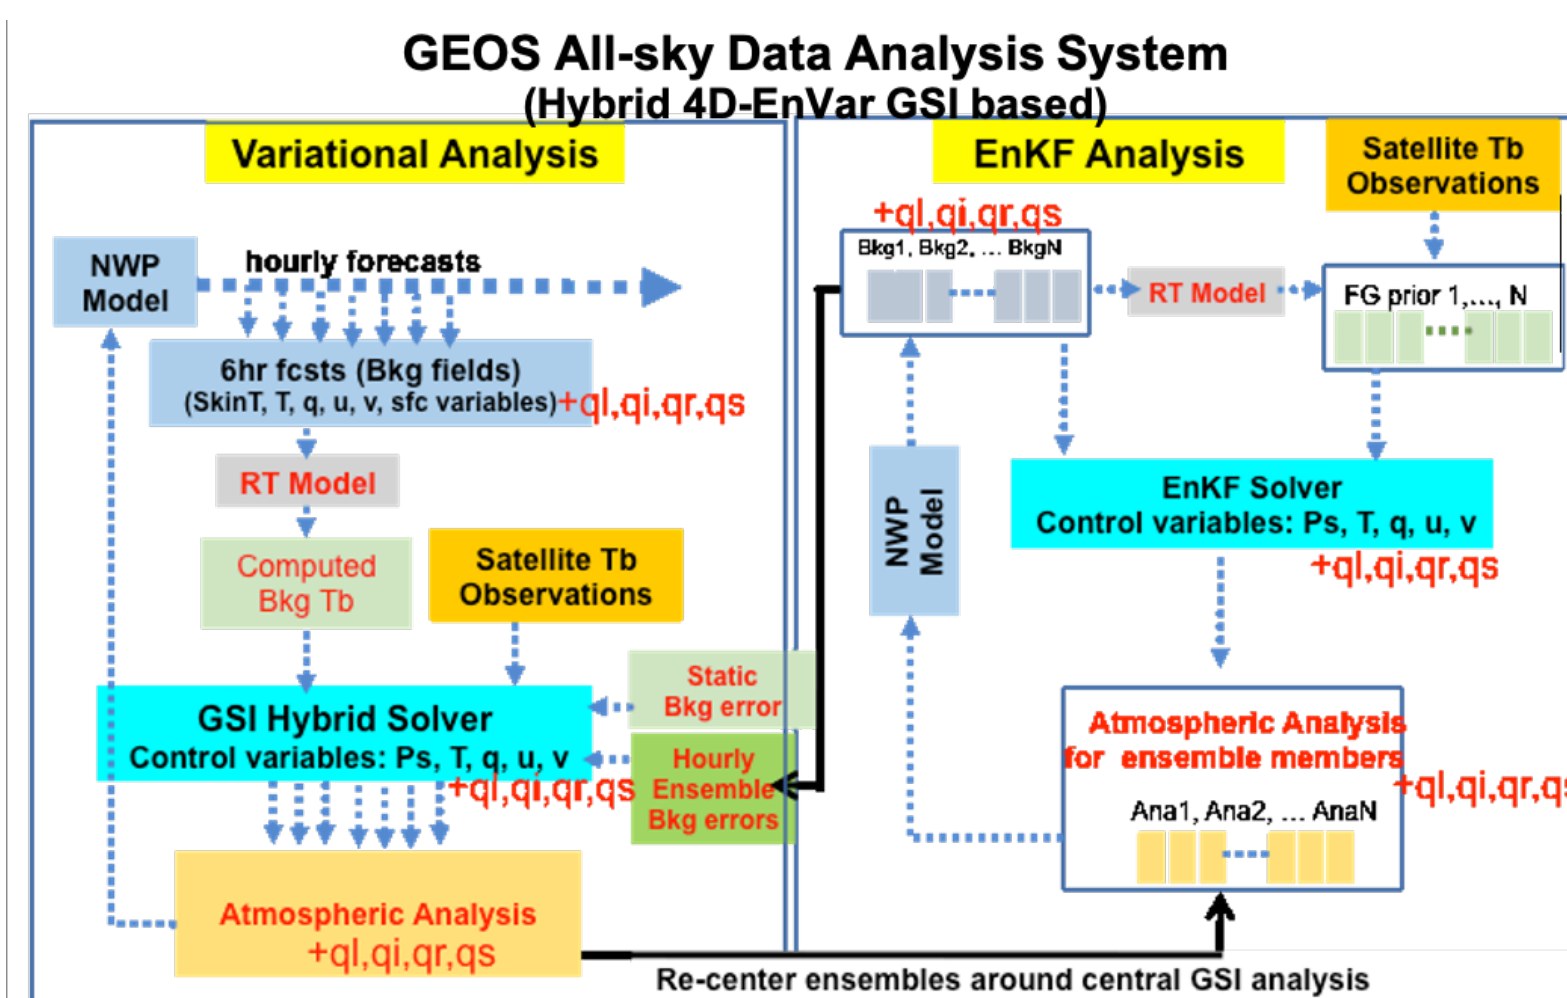 GEOS All-sky Data Analysis System
(Hybrid 4D-EnVar GSI based)
Variational Analysis
NWP
Model
hourly forecasts
6hr fcsts (Bkg fields)
(SkinT, T, q, u, v, sfc variables)+ql,qi,qr,qs
RT Model
Computed
Bkg Tb
Satellite Tb
Observations
Static
Bkg error
GSI Hybrid Solver
Control variables: Ps, T, q, u, v
+ql,qi,qr,qs
Hourly
Ensemble
Bkg errors
Atmospheric Analysis
+ql,qi,qr,qs
EnKF Analysis
Satellite Tb
Observations
+ql,qi,qr,qs
Bkg1, Bkg2, ... BkgN
RT Model
FG prior 1,..., N
NWP
Model
EnKF Solver
Control variables: Ps, T, q, u, v
+ql,qi,qr,qs
Atmospheric Analysis
for ensemble members
+ql,qi,qr,qs
Ana1, Ana2, ... AnaN
Re-center ensembles around central GSI analysis